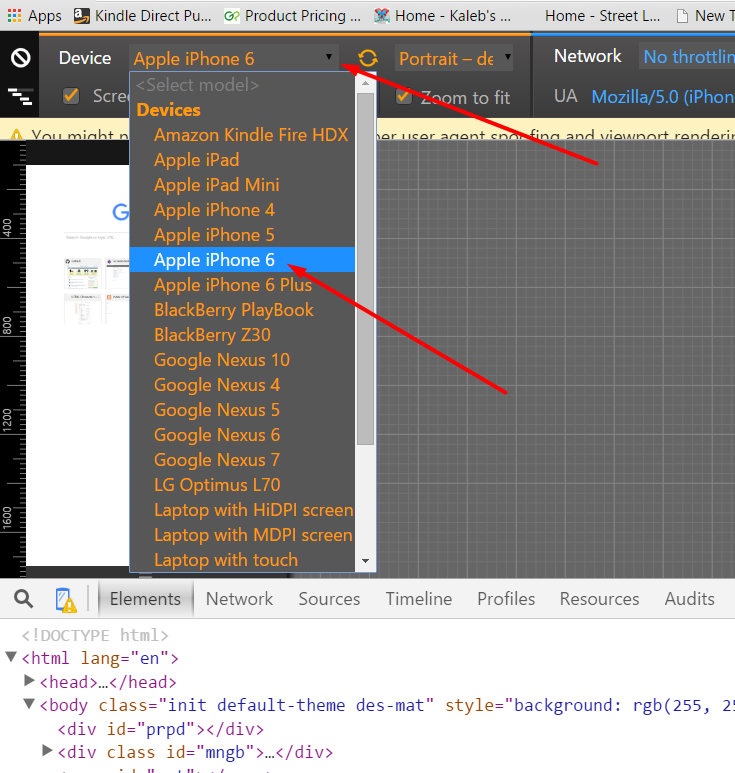 Apps Kindle Direct Pu... Product Pricing ... Home - Kaleb's ... Home - Street L... New T
Device Apple iPhone 6 Portrait – de Network No throttlin
Scre Zoom to fit UA Mozilla/5.0 (iPhon
<Select model>
Devices
You might n per user agent spoofing and viewport renderin
Amazon Kindle Fire HDX
Apple iPad
Apple iPad Mini
Apple iPhone 4
Apple iPhone 5
Apple iPhone 6
Apple iPhone 6 Plus
BlackBerry PlayBook
BlackBerry Z30
Google Nexus 10
Google Nexus 4
Google Nexus 5
Google Nexus 6
Google Nexus 7
LG Optimus L70
Laptop with HiDPI screen
Laptop with MDPI screen
Laptop with touch
400
800
1200
1600
Elements Network Sources Timeline Profiles Resources Audits
<!DOCTYPE html>
<html lang="en">
<head>…</head>
<body class="init default-theme des-mat" style="background: rgb(255, 25
<div id="prpd"></div>
<div class id="mngb">…</div>